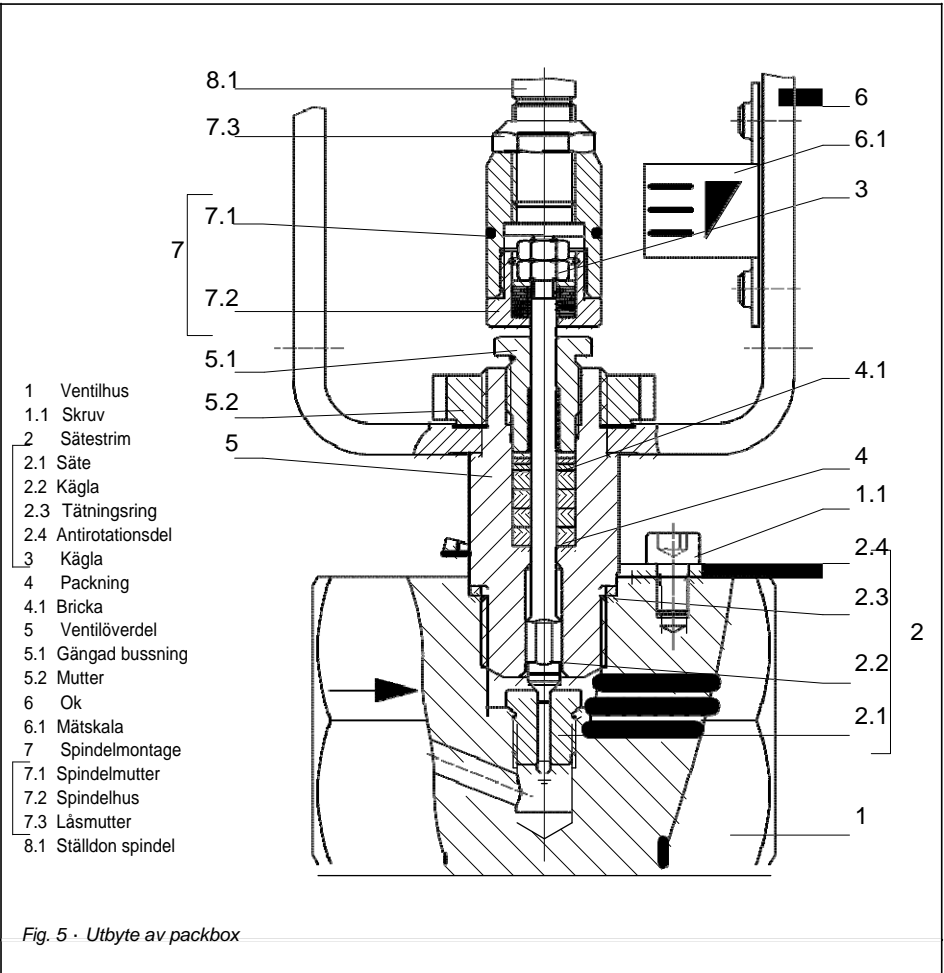 8.1
7.3
7.1
7
7.2
5.1
5.2
5
6
6.1
3
4.1
4
1.1
2.4
2.3
2
2.2
2.1
1
1 Ventilhus
1.1 Skruv
2 Sätestrim
2.1 Säte
2.2 Kägla
2.3 Tätningsring
2.4 Antirotationsdel
3 Kägla
4 Packning
4.1 Bricka
5 Ventilöverdel
5.1 Gängad bussning
5.2 Mutter
6 Ok
6.1 Mätskala
7 Spindelmontage
7.1 Spindelmutter
7.2 Spindelhus
7.3 Låsmutter
8.1 Ställdon spindel
Fig. 5 · Utbyte av packbox